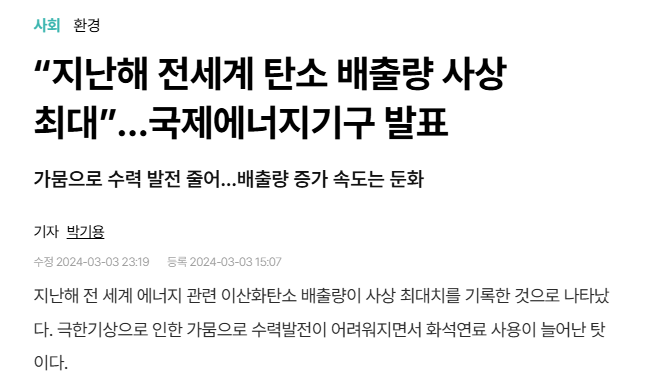 사회 환경
“지난해 전세계 탄소 배출량 사상
최대”…국제에너지기구 발표
가뭄으로 수력 발전 줄어…배출량 증가 속도는 둔화
기자 박기용
수정 2024-03-03 23:19 등록 2024-03-03 15:07
지난해 전 세계 에너지 관련 이산화탄소 배출량이 사상 최대치를 기록한 것으로 나타났
다. 극한기상으로 인한 가뭄으로 수력발전이 어려워지면서 화석연료 사용이 늘어난 탓
이다.